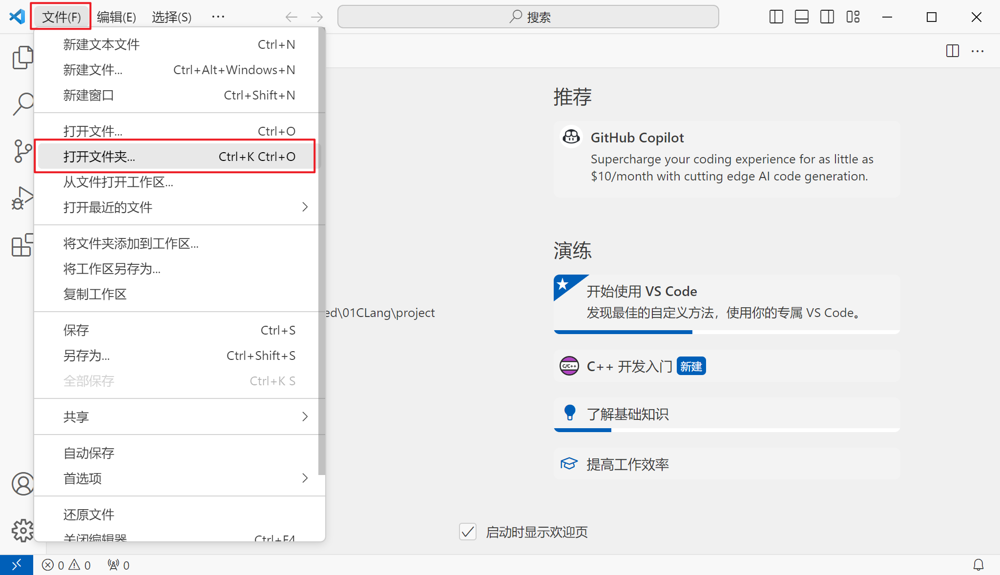 文件(F) 编辑(E) 选择(S) ···
搜索
新建文本文件 Ctrl+N
新建文件... Ctrl+Alt+Windows+N
新建窗口 Ctrl+Shift+N
打开文件... Ctrl+O
打开文件夹... Ctrl+K Ctrl+O
从文件打开工作区...
打开最近的文件
将文件夹添加到工作区...
将工作区另存为...
复制工作区
保存 Ctrl+S
另存为... Ctrl+Shift+S
全部保存 Ctrl+K S
共享
自动保存
首选项
还原文件
关闭编辑器 Ctrl+F4
ed\01CLang\project
推荐
GitHub Copilot
Supercharge your coding experience for as little as
$10/month with cutting edge AI code generation.
演练
开始使用 VS Code
发现最佳的自定义方法，使用你的专属 VS Code。
C/C++ C++ 开发入门 新建
了解基础知识
提高工作效率
启动时显示欢迎页
0 0 0